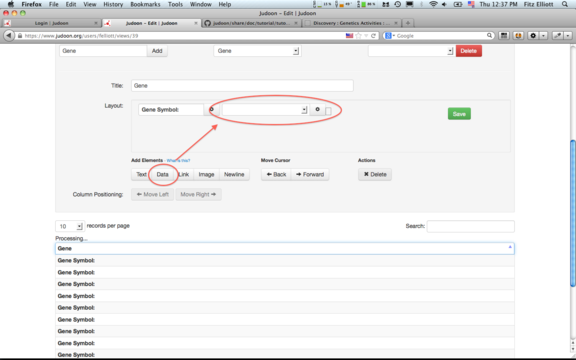 Firefox File Edit View History Bookmarks Tools Window Help Thu 12:37 PM Fitz Elliott
Judoon – Edit | Judoon
Login | Judoon
Judoon – Edit | Judoon
judoon/share/doc/tutorial/tuto...
Discovery : Genetics Activities : ...
https://www.judoon.org/users/felliott/views/39
Google
Gene Add Gene Delete
Title: Gene
Layout: Gene Symbol:
Save
Add Elements What is this? Move Cursor Actions
Text Data Link Image Newline Back Forward Delete
Column Positioning: Move Left Move Right
10 records per page Search:
Processing...
Gene
Gene Symbol:
Gene Symbol:
Gene Symbol:
Gene Symbol:
Gene Symbol:
Gene Symbol:
Gene Symbol:
Gene Symbol:
Gene Symbol: